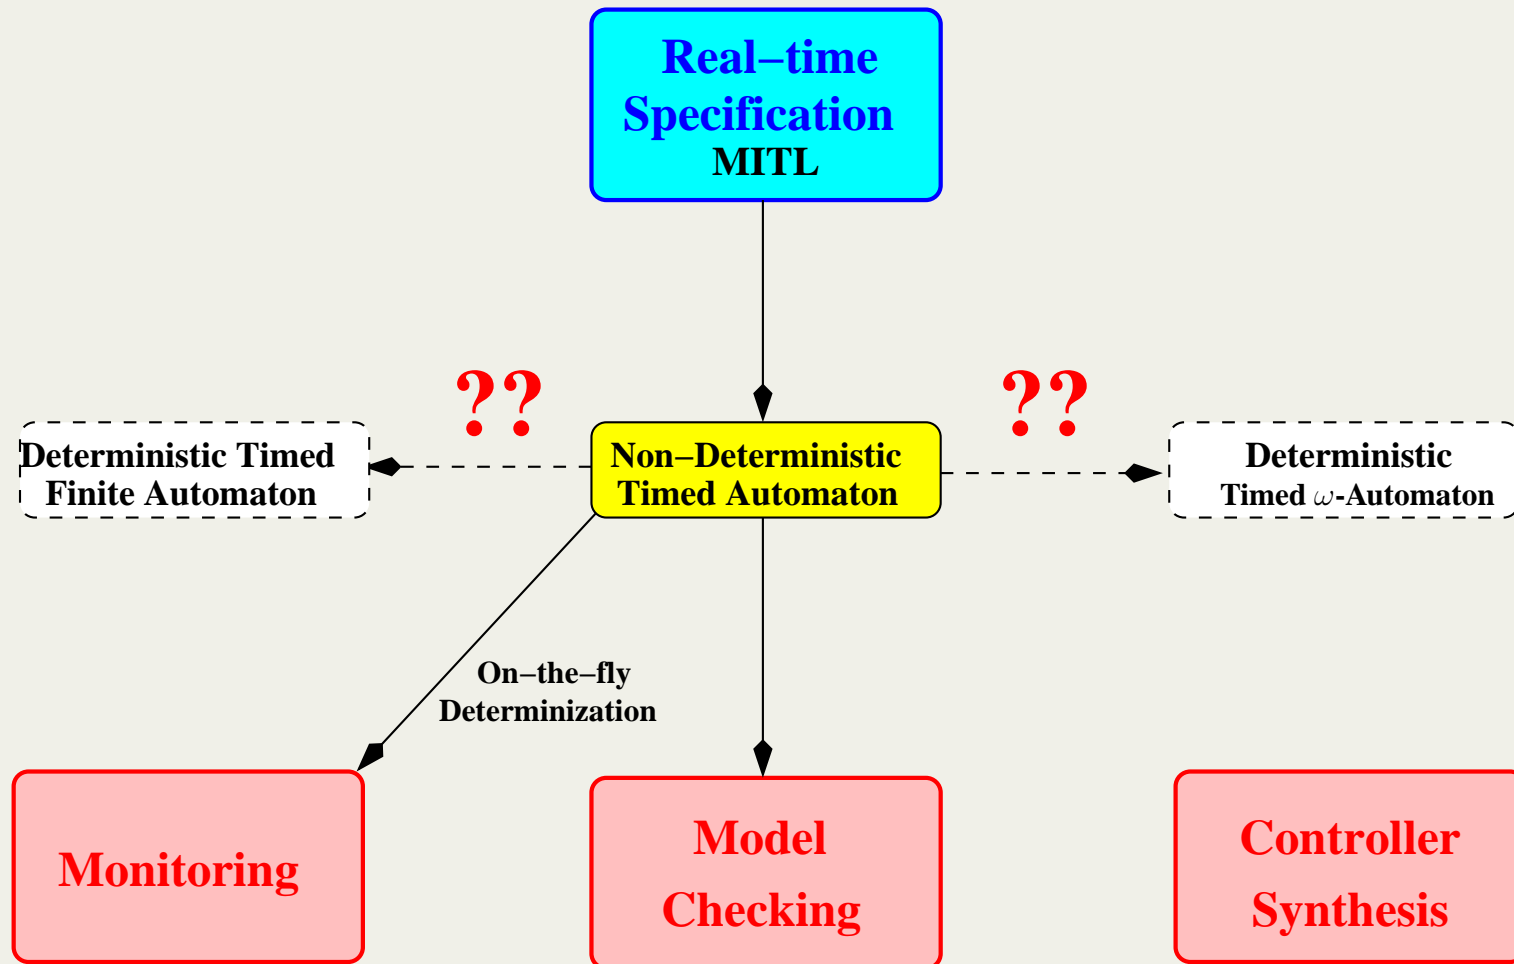 Real−time
Specification
MITL
??
??
Deterministic Timed
Finite Automaton
Non−Deterministic
Timed Automaton
Deterministic
Timed ω-Automaton
On−the−fly
Determinization
Monitoring
Model
Checking
Controller
Synthesis